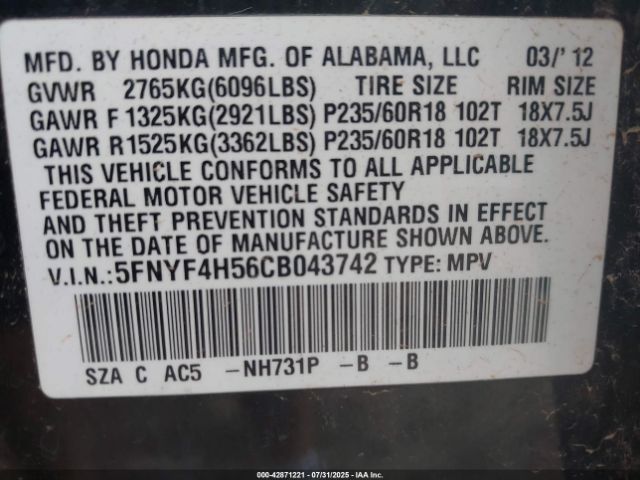 MFD. BY HONDA MFG. OF ALABAMA, LLC 03/'12
GVWR 2765KG(6096LBS) TIRE SIZE RIM SIZE
GAWR F1325KG(2921LBS) P235/60R18 102T 18X7.5J
GAWR R1525KG(3362LBS) P235/60R18 102T 18X7.5J
THIS VEHICLE CONFORMS TO ALL APPLICABLE
FEDERAL MOTOR VEHICLE SAFETY
AND THEFT PREVENTION STANDARDS IN EFFECT
ON THE DATE OF MANUFACTURE SHOWN ABOVE.
V.I.N.:5FNYF4H56CB043742 TYPE: MPV
SZA C AC5 -NH731P -B -B
000-42871221 07/31/2025 IAAI.COM